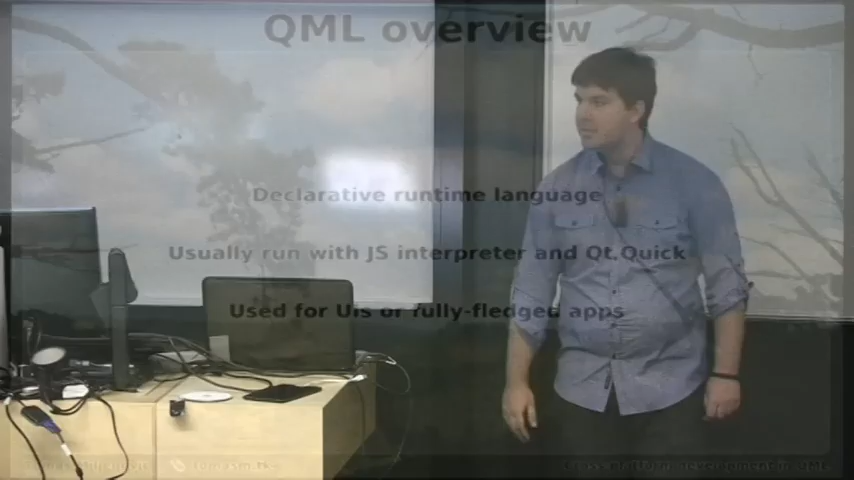 QML overview
Declarative runtime language
Usually run with JS interpreter and Qt Quick
Used for UIs or fully-fledged apps